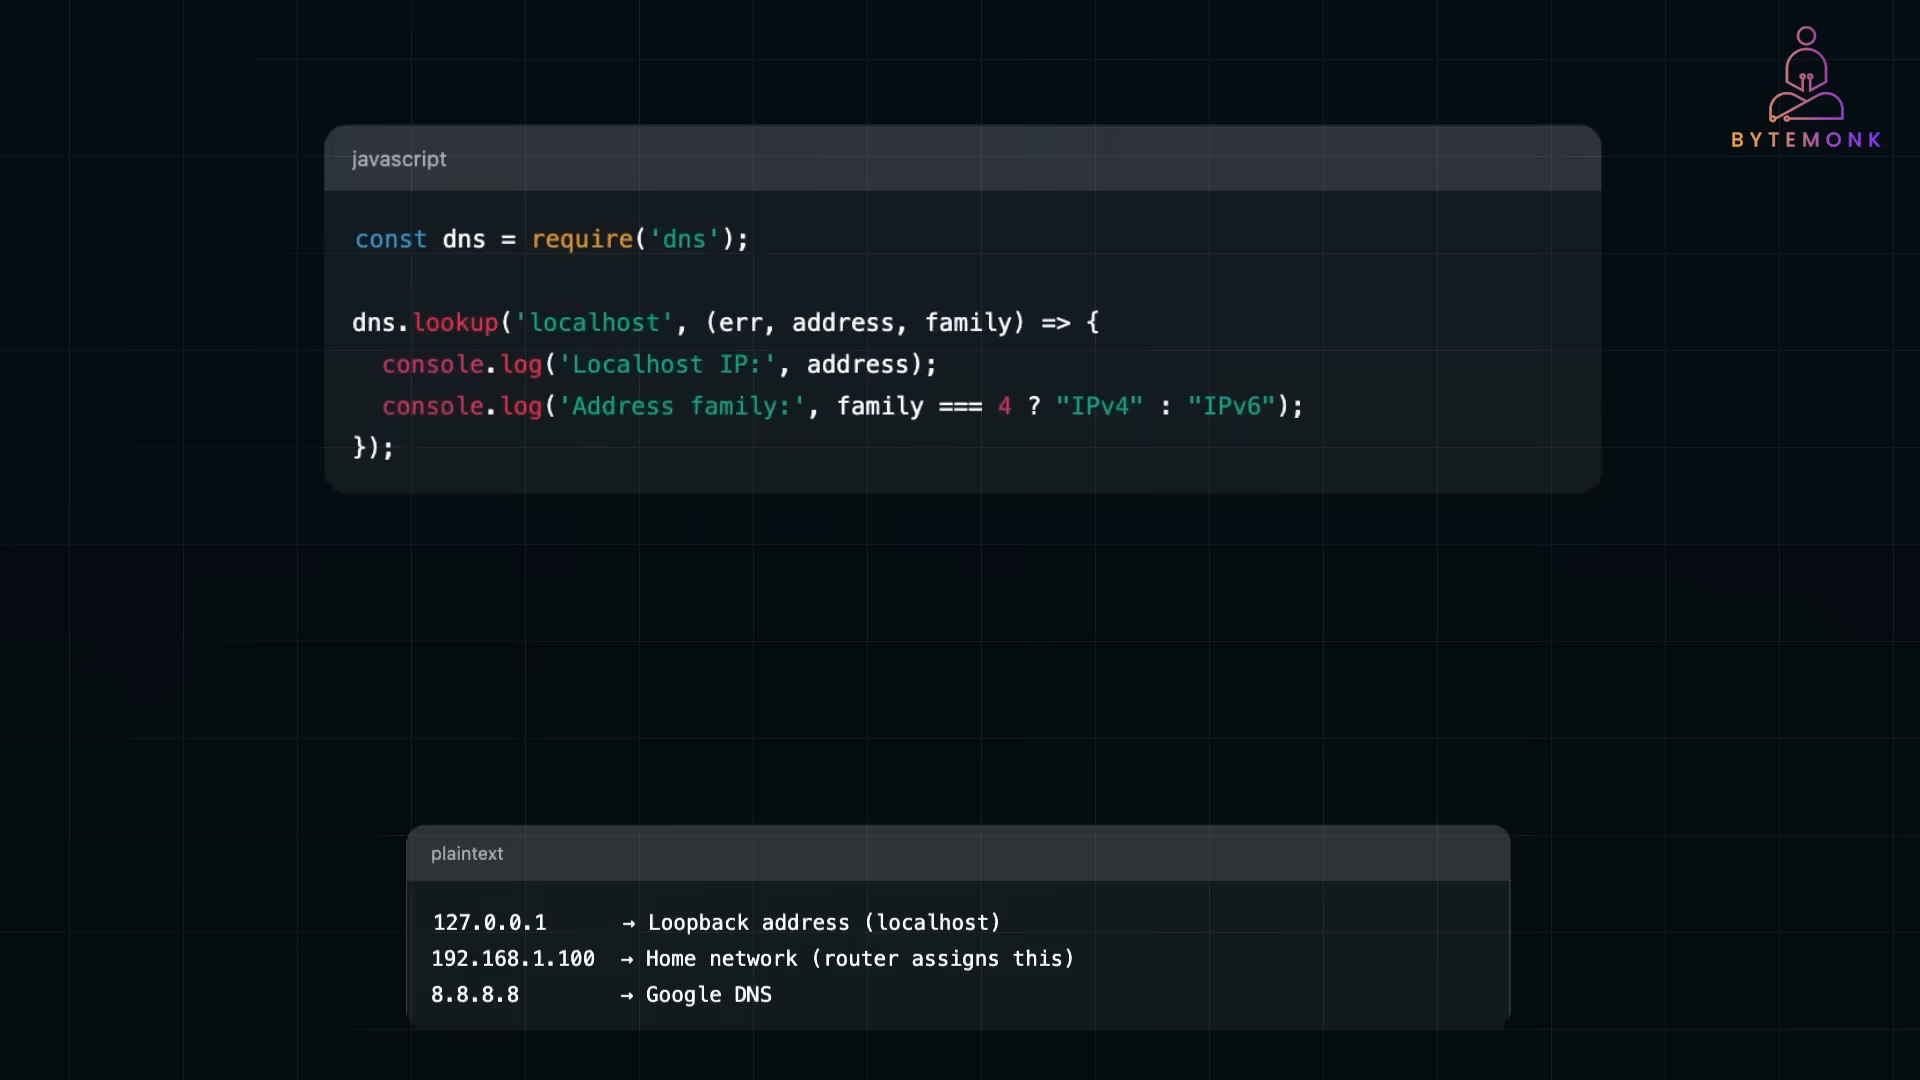 BYTEMONK
javascript
const dns = require('dns');
dns.lookup('localhost', (err, address, family) => {
  console.log('Localhost IP:', address);
  console.log('Address family:', family === 4 ? "IPv4" : "IPv6");
});
plaintext
127.0.0.1 → Loopback address (localhost)
192.168.1.100 → Home network (router assigns this)
8.8.8.8 → Google DNS